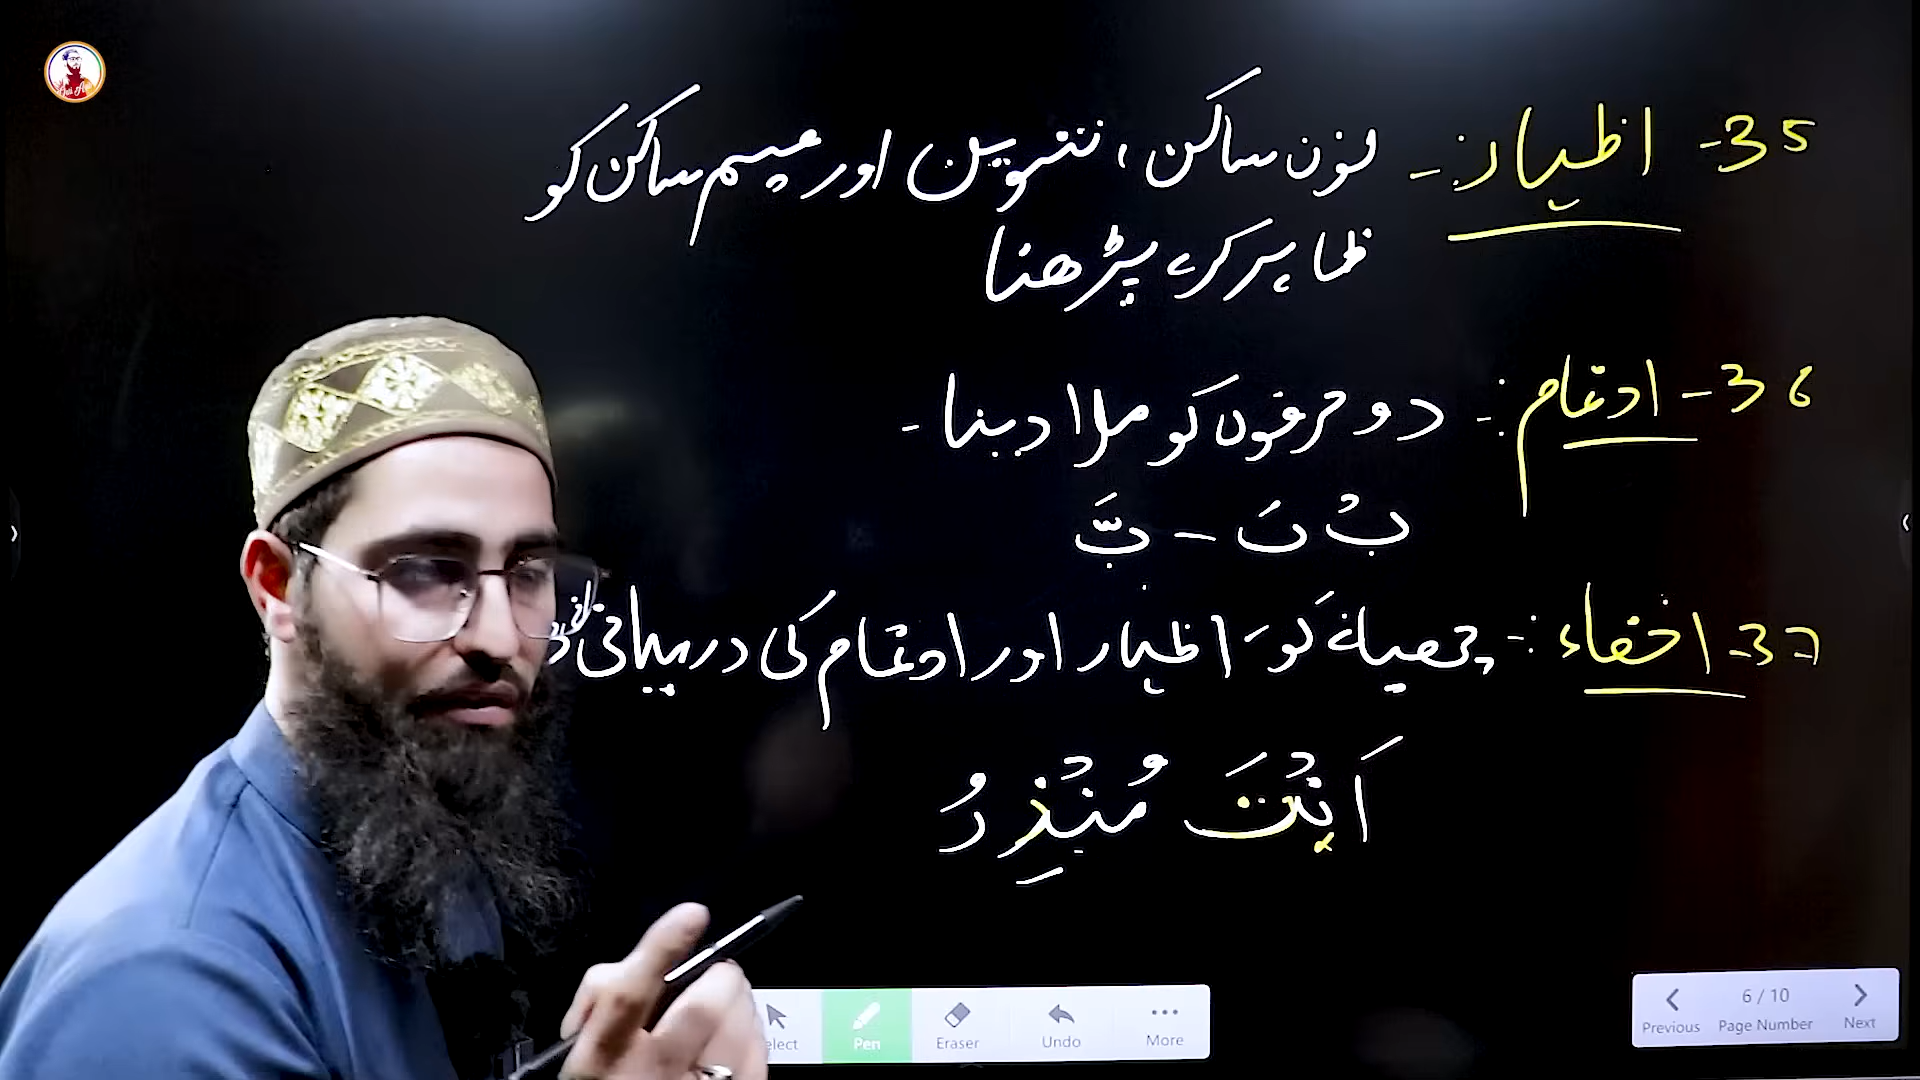 35- اظہار:- نون ساکن، تنوین اور میم ساکن کو
ظاہر کرکے پڑھنا
36- ادغام:- دو حرفوں کو ملا دینا-
بْ تَ - بَّ
37- اخفاء:- چھپانے کو اظہار اور ادغام کی درمیانی
اَنْتَ مُنْذِرُ
Pen
Eraser
Undo
More
Previous
6 / 10
Page Number
Next